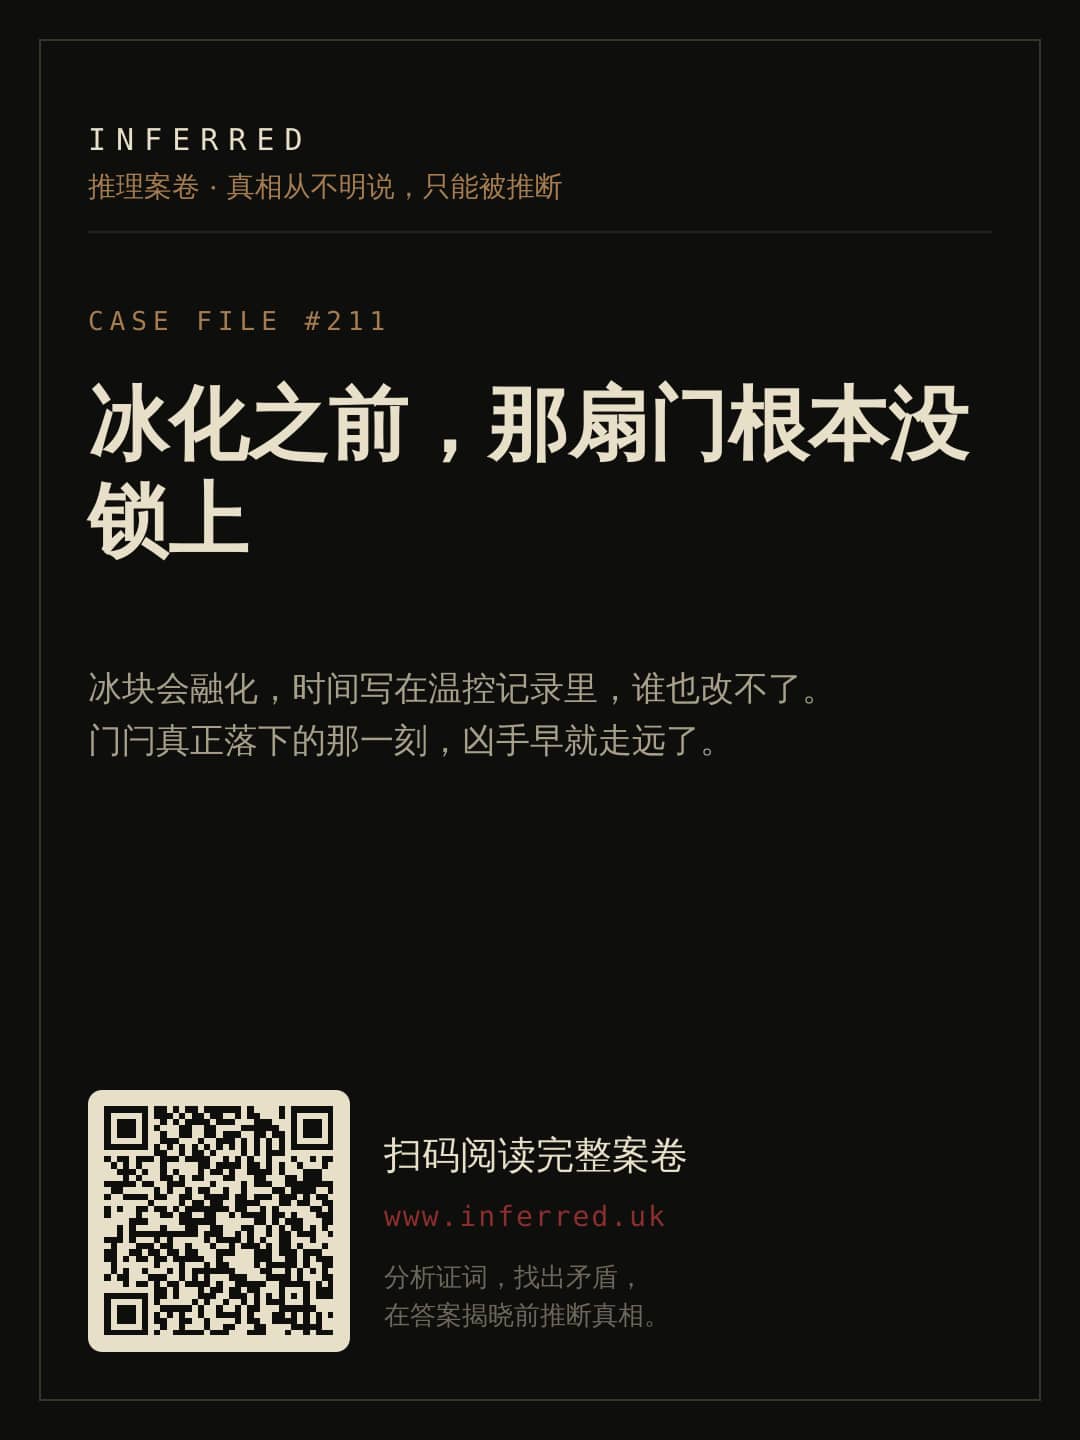 INFERRED
推理案卷 · 真相从不明说，只能被推断
CASE FILE #211
冰化之前，那扇门根本没
锁上
冰块会融化，时间写在温控记录里，谁也改不了。
门闩真正落下的那一刻，凶手早就走远了。
扫码阅读完整案卷
www.inferred.uk
分析证词，找出矛盾，
在答案揭晓前推断真相。